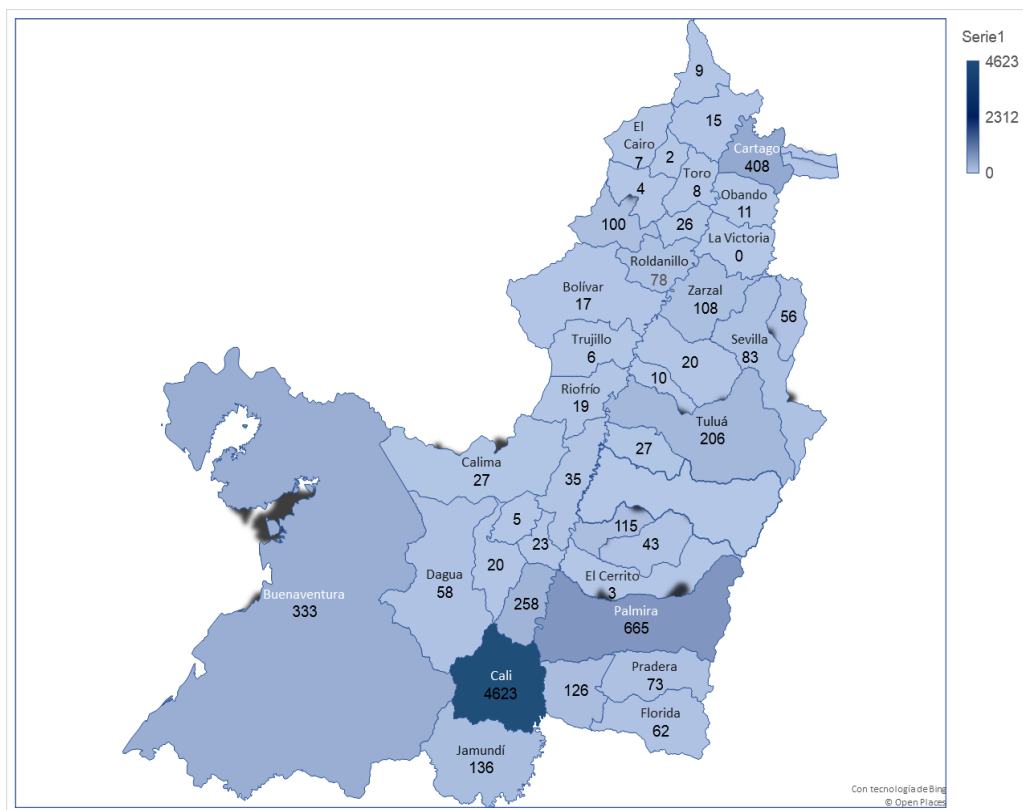 Serie1
4623
2312
0
9
15
El
Cairo
7
2
Cartago
408
4
Toro
8
Obando
11
100
26
La Victoria
0
Roldanillo
78
Bolívar
17
Zarzal
108
56
Trujillo
6
Sevilla
83
20
10
Riofrío
19
Tuluá
206
27
Calima
27
35
5
115
23
43
20
Dagua
58
El Cerrito
3
258
Buenaventura
333
Palmira
665
Cali
4623
126
Pradera
73
Florida
62
Jamundí
136
Con tecnología de Bing
© Open Places